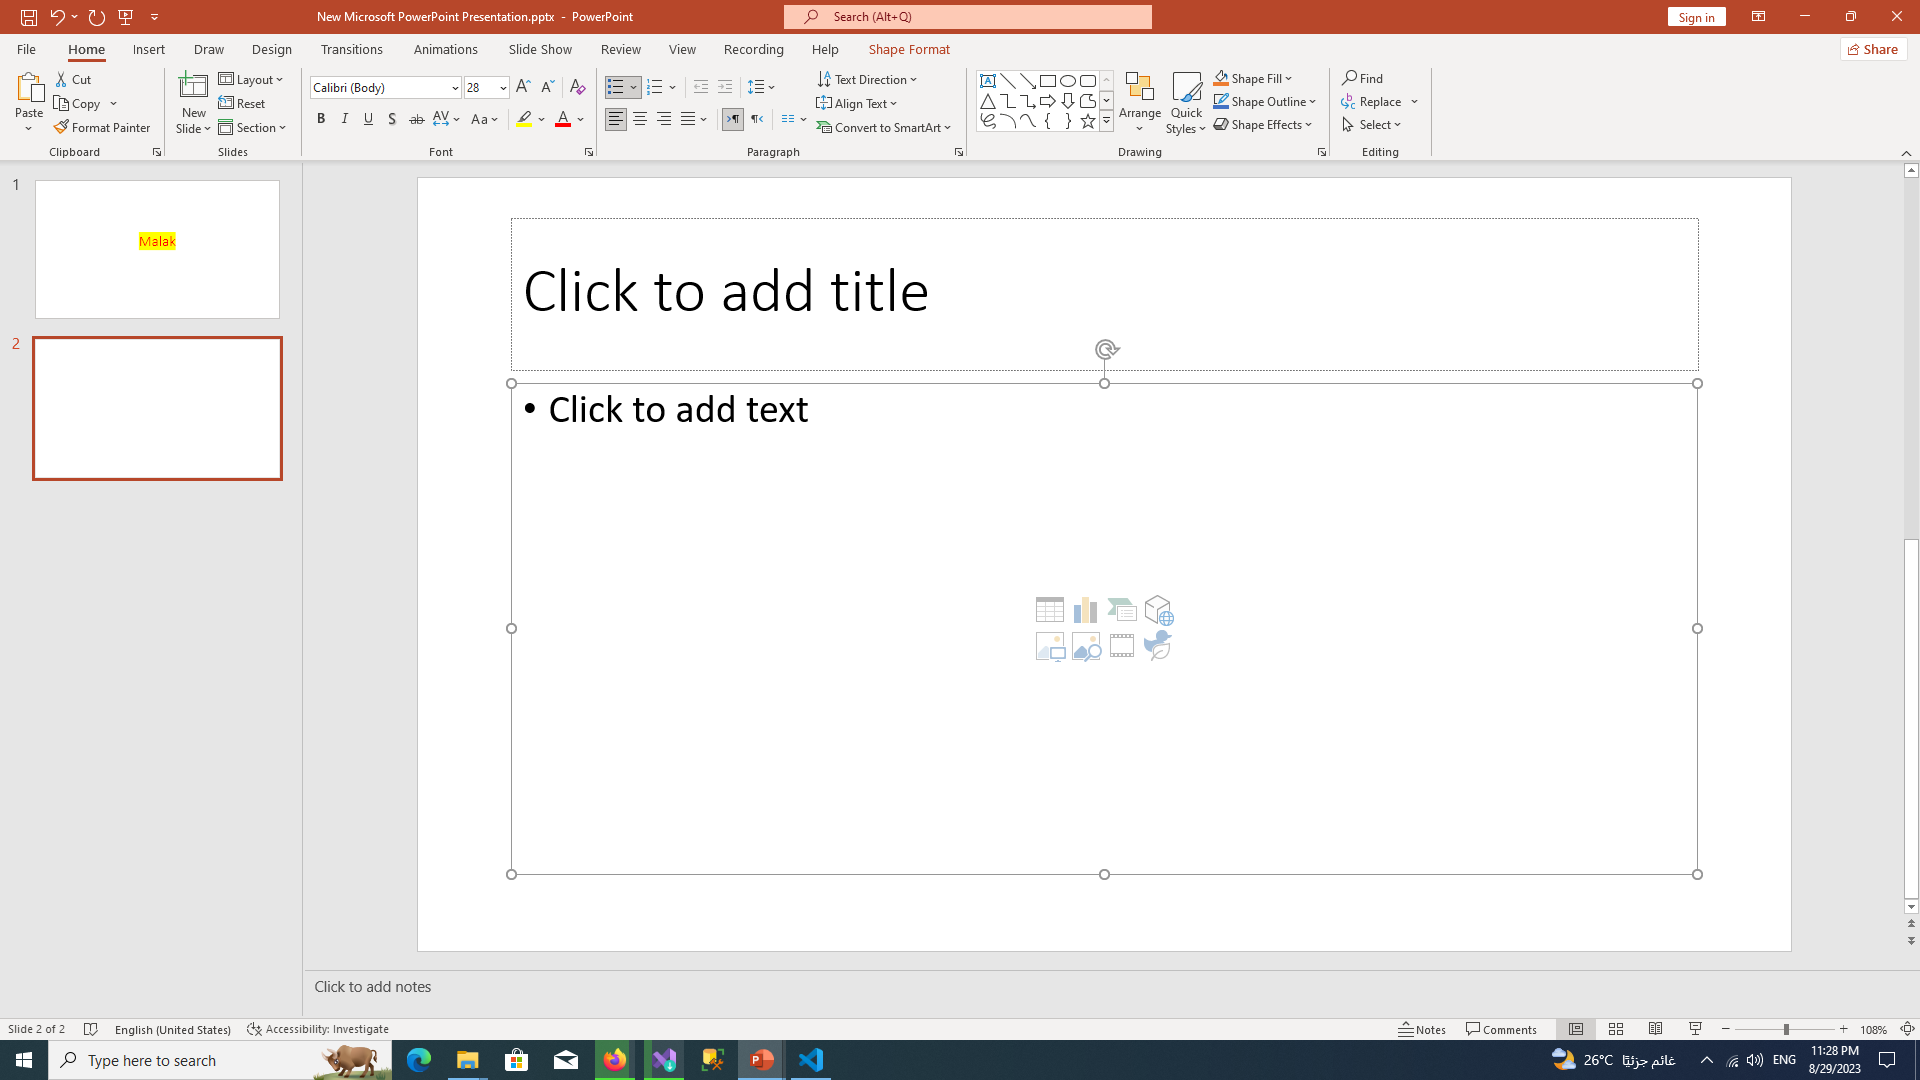 New Microsoft PowerPoint Presentation.pptx - PowerPoint
Search (Alt+Q)
Sign in
File Home Insert Draw Design Transitions Animations Slide Show Review View Recording Help Shape Format Share
Paste
Cut
Copy
Format Painter
Clipboard
New Slide
Layout
Reset
Section
Slides
Calibri (Body) 28
B I U S ab AV Aa
A
Font
Text Direction
Align Text
Convert to SmartArt
Paragraph
Arrange
Quick Styles
Shape Fill
Shape Outline
Shape Effects
Drawing
Find
Replace
Select
Editing
1
Malak
2
Click to add title
• Click to add text
Click to add notes
Slide 2 of 2 English (United States) Accessibility: Investigate Notes Comments 108%
Type here to search
26°C غائم جزئيًا
ENG
11:28 PM
8/29/2023